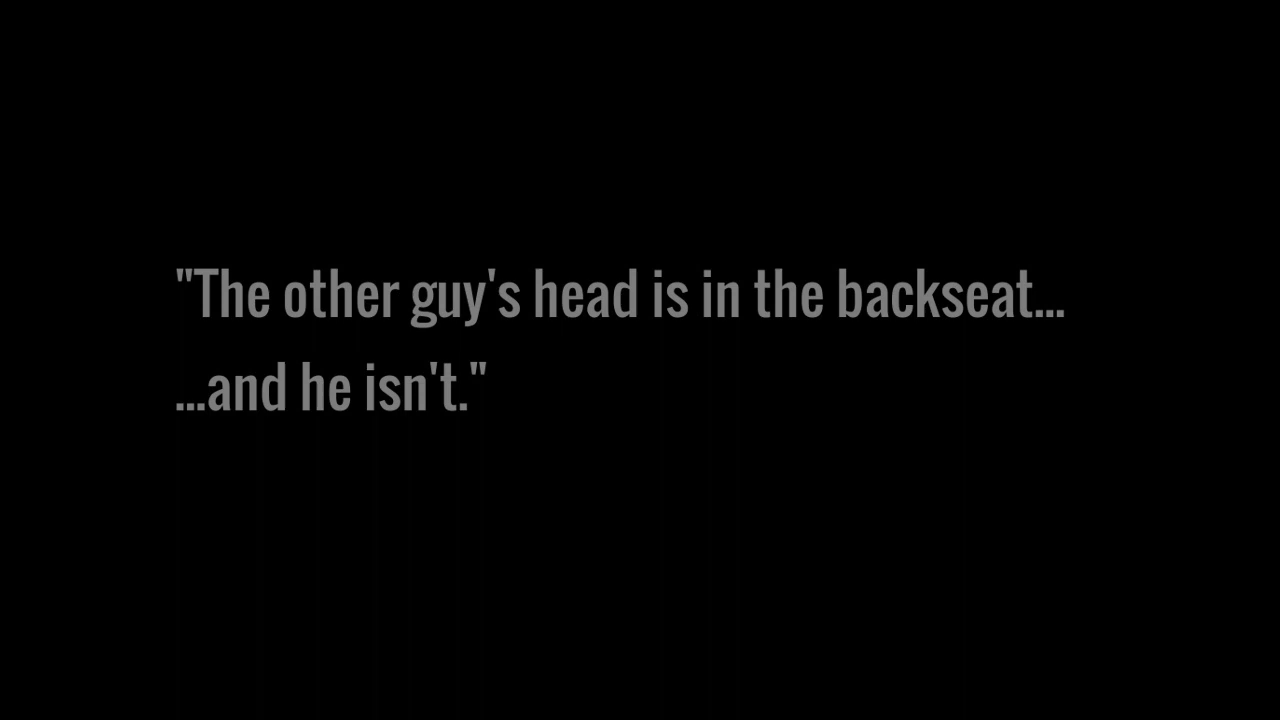 "The other guy's head is in the backseat...
...and he isn't."